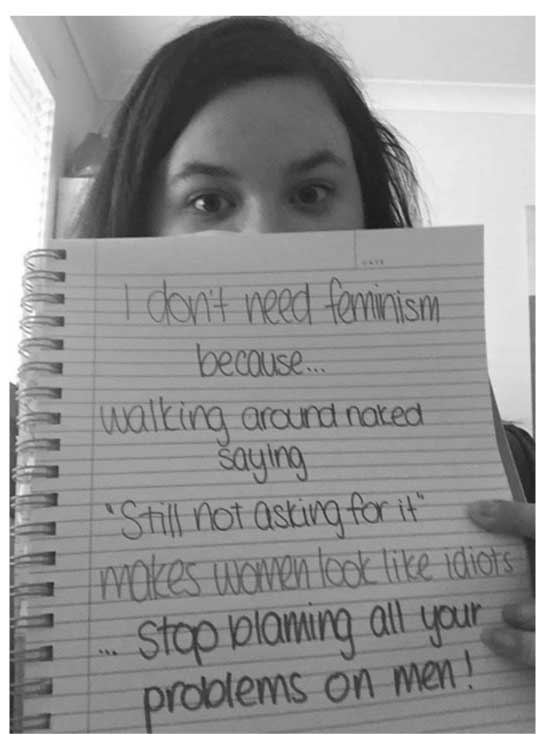 DATE
I don't need feminism
because...
walking around naked
saying
"Still not asking for it"
makes women look like idiots
... stop blaming all your
problems on men!